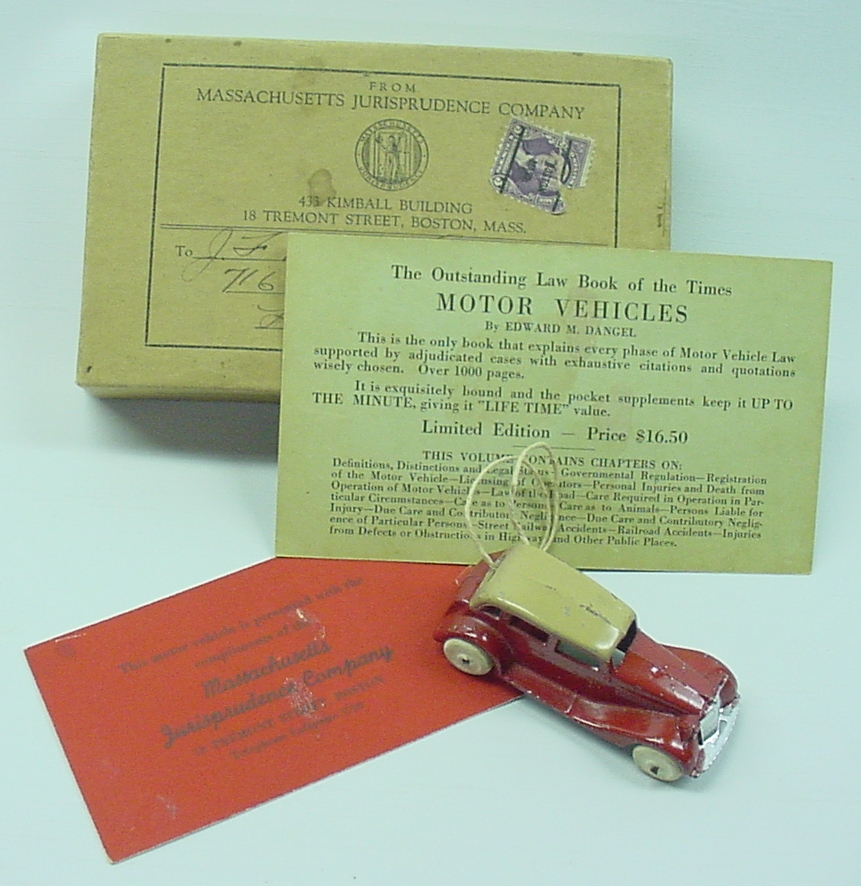 FROM
MASSACHUSETTS JURISPRUDENCE COMPANY
433 KIMBALL BUILDING
18 TREMONT STREET, BOSTON, MASS.
To J F
716
The Outstanding Law Book of the Times
MOTOR VEHICLES
By EDWARD M. DANGEL
This is the only book that explains every phase of Motor Vehicle Law
supported by adjudicated cases with exhaustive citations and quotations
wisely chosen. Over 1000 pages.
It is exquisitely bound and the pocket supplements keep it UP TO
THE MINUTE, giving it "LIFE TIME" value.
Limited Edition — Price $16.50
THIS VOLUME CONTAINS CHAPTERS ON:
Definitions, Distinctions and Legal Status—Governmental Regulation—Registration
of the Motor Vehicle—Licensing of Operators—Personal Injuries and Death from
Operation of Motor Vehicles—Law of the Road—Care Required in Operation in Par-
ticular Circumstances—Care as to Persons—Care as to Animals—Persons Liable for
Injury—Due Care and Contributory Negligence—Due Care and Contributory Neglig-
ence of Particular Persons—Street Railway Accidents—Railroad Accidents—Injuries
from Defects or Obstructions in Highways and Other Public Places.
This motor vehicle is presented with the
compliments of the
Massachusetts
Jurisprudence Company
18 TREMONT STREET, BOSTON
Telephone